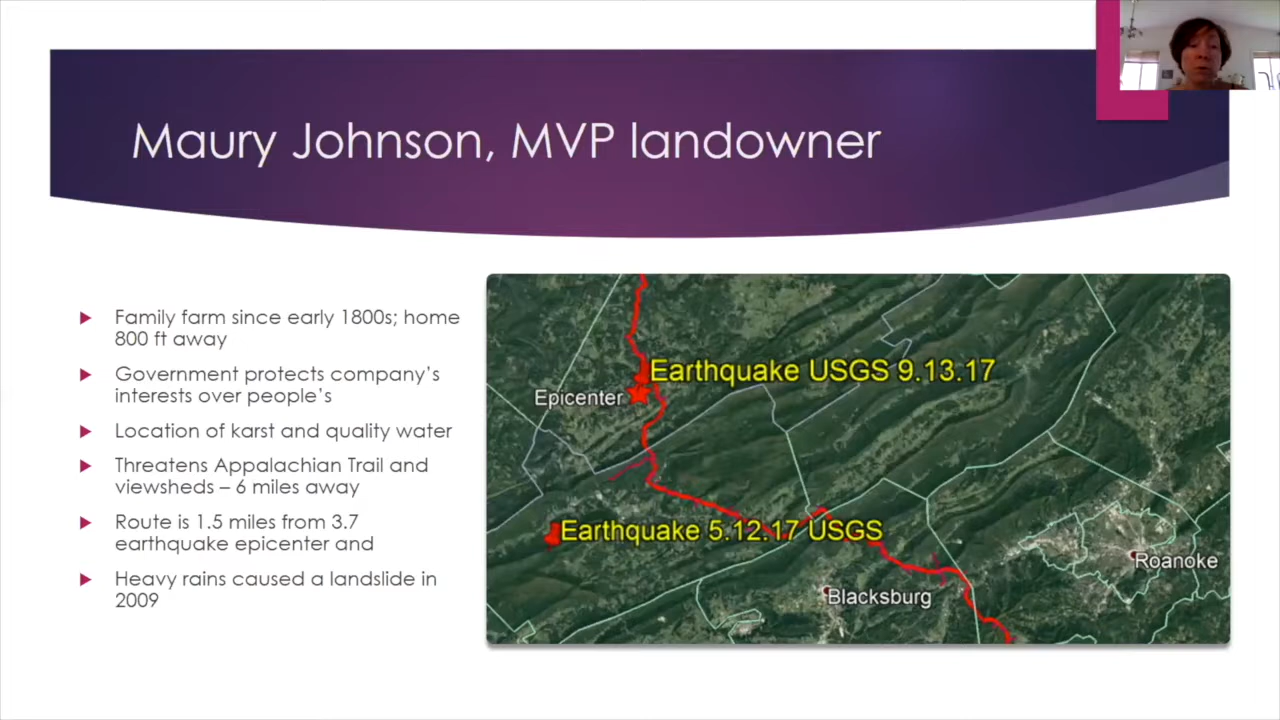 Maury Johnson, MVP landowner
Family farm since early 1800s; home
800 ft away
Government protects company's
interests over people's
Location of karst and quality water
Threatens Appalachian Trail and
viewsheds – 6 miles away
Route is 1.5 miles from 3.7
earthquake epicenter and
Heavy rains caused a landslide in
2009
Earthquake USGS 9.13.17
Epicenter
Earthquake 5.12.17 USGS
Roanoke
Blacksburg